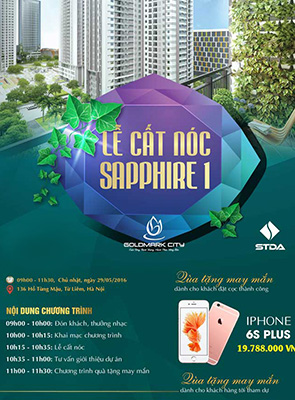 LỄ CẤT NÓC
SAPPHIRE 1
GOLDMARK CITY
STDA
09h00 - 11h30, Chủ nhật, ngày 29/05/2016
136 Hồ Tùng Mậu, Từ Liêm, Hà Nội
NỘI DUNG CHƯƠNG TRÌNH
09h00 - 10h00: Đón khách, thưởng nhạc
10h00 - 10h15: Khai mạc chương trình
10h15 - 10h35: Lễ cất nóc
10h35 - 11h00: Tư vấn giới thiệu dự án
11h00 - 11h30: Chương trình quà tặng may mắn
Quà tặng may mắn
dành cho khách đặt cọc thành công
IPHONE
6S PLUS
19.788.000 VN
Quà tặng may mắn
dành cho khách hàng tới tham dự